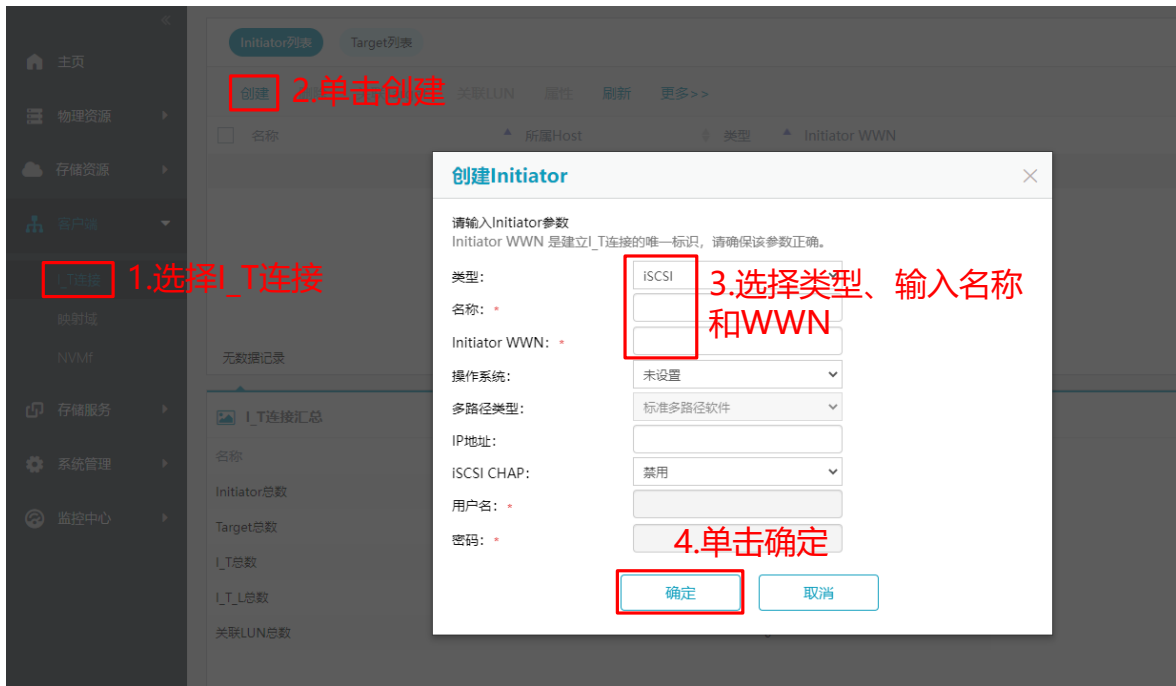 «
Initiator列表 Target列表
主页
创建 2.单击创建 关联LUN 属性 刷新 更多>>
物理资源
名称 所属Host 类型 Initiator WWN
存储资源
创建Initiator
客户端
请输入Initiator参数
Initiator WWN 是建立I_T连接的唯一标识，请确保该参数正确。
I_T连接 1.选择I_T连接
类型: iSCSI
3.选择类型、输入名称
和WWN
名称: *
映射域
Initiator WWN: *
NVMf
无数据记录
操作系统: 未设置
多路径类型: 标准多路径软件
存储服务
I_T连接汇总
IP地址:
名称
系统管理
iSCSI CHAP: 禁用
Initiator总数
用户名: *
监控中心
Target总数
密码: *
4.单击确定
I_T总数
确定 取消
I_T_L总数
关联LUN总数